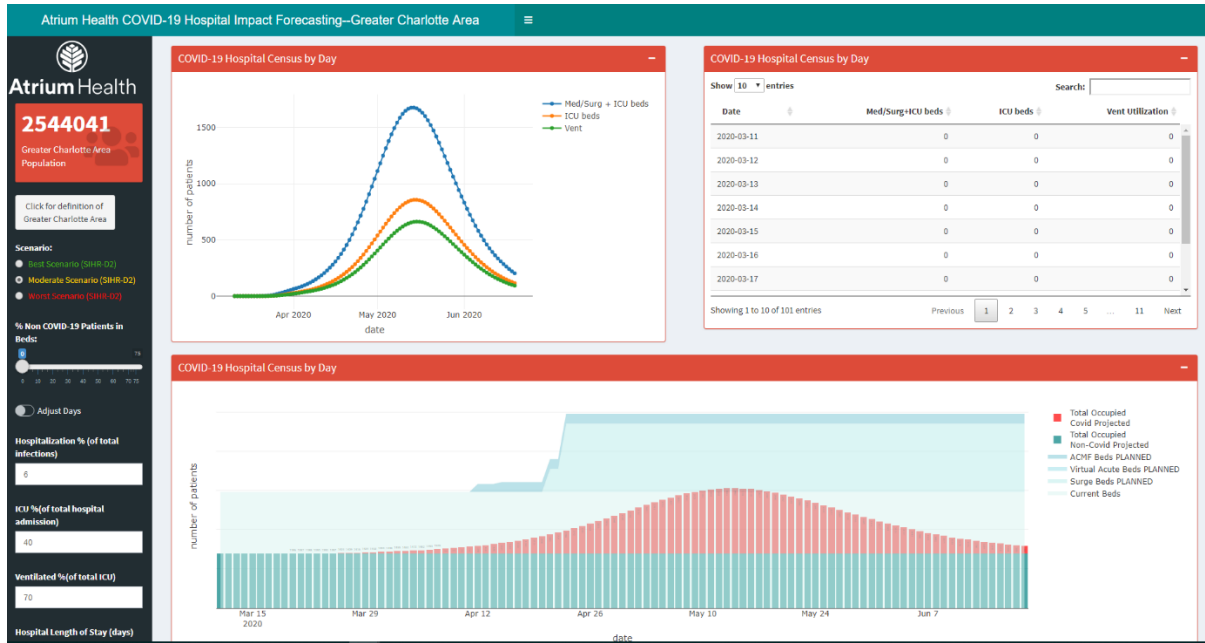 Atrium Health COVID-19 Hospital Impact Forecasting--Greater Charlotte Area
Atrium Health
2544041
Greater Charlotte Area
Population
Click for definition of
Greater Charlotte Area
Scenario:
Best Scenario (SIHR-D2)
Moderate Scenario (SIHR-D2)
Worst Scenario (SIHR-D2)
% Non COVID-19 Patients in
Beds:
0 75
0 10 20 30 40 50 60 70 75
Adjust Days
Hospitalization % (of total
infections)
6
ICU %(of total hospital
admission)
40
Ventilated %(of total ICU)
70
Hospital Length of Stay (days)
COVID-19 Hospital Census by Day
Med/Surg + ICU beds
ICU beds
Vent
1500
1000
500
0
number of patients
Apr 2020 May 2020 Jun 2020
date
COVID-19 Hospital Census by Day
Show 10 entries Search:
Date Med/Surg+ICU beds ICU beds Vent Utilization
2020-03-11 0 0 0
2020-03-12 0 0 0
2020-03-13 0 0 0
2020-03-14 0 0 0
2020-03-15 0 0 0
2020-03-16 0 0 0
2020-03-17 0 0 0
Showing 1 to 10 of 101 entries Previous 1 2 3 4 5 ... 11 Next
COVID-19 Hospital Census by Day
Total Occupied
Covid Projected
Total Occupied
Non-Covid Projected
ACMF Beds PLANNED
Virtual Acute Beds PLANNED
Surge Beds PLANNED
Current Beds
number of patients
Mar 15 Mar 29 Apr 12 Apr 26 May 10 May 24 Jun 7
2020
date